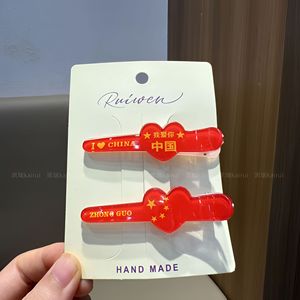 Ruiwen
我爱你
I ❤ CHINA
中国
ZHONG GUO
HAND MADE